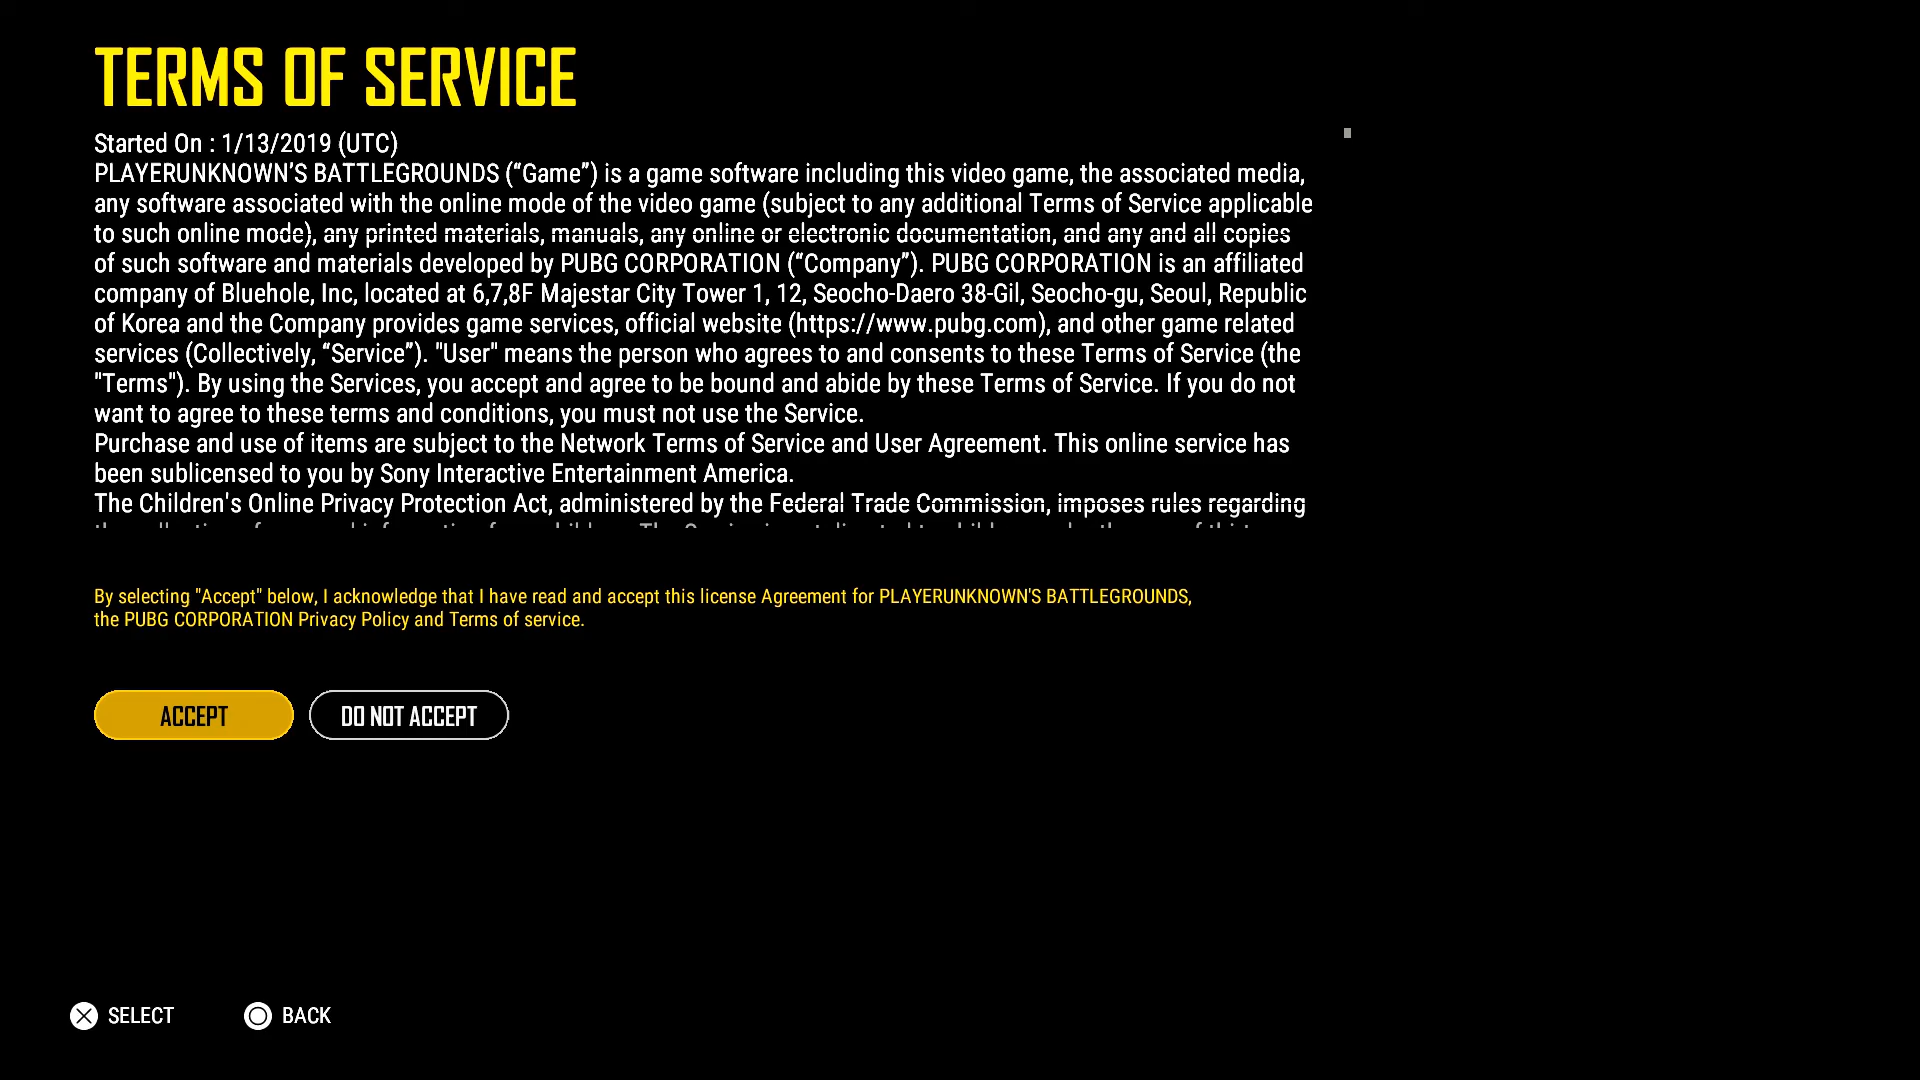 TERMS OF SERVICE
Started On : 1/13/2019 (UTC)
PLAYERUNKNOWN’S BATTLEGROUNDS (“Game”) is a game software including this video game, the associated media,
any software associated with the online mode of the video game (subject to any additional Terms of Service applicable
to such online mode), any printed materials, manuals, any online or electronic documentation, and any and all copies
of such software and materials developed by PUBG CORPORATION (“Company”). PUBG CORPORATION is an affiliated
company of Bluehole, Inc, located at 6,7,8F Majestar City Tower 1, 12, Seocho-Daero 38-Gil, Seocho-gu, Seoul, Republic
of Korea and the Company provides game services, official website (https://www.pubg.com), and other game related
services (Collectively, “Service”). "User" means the person who agrees to and consents to these Terms of Service (the
"Terms"). By using the Services, you accept and agree to be bound and abide by these Terms of Service. If you do not
want to agree to these terms and conditions, you must not use the Service.
Purchase and use of items are subject to the Network Terms of Service and User Agreement. This online service has
been sublicensed to you by Sony Interactive Entertainment America.
The Children's Online Privacy Protection Act, administered by the Federal Trade Commission, imposes rules regarding
By selecting "Accept" below, I acknowledge that I have read and accept this license Agreement for PLAYERUNKNOWN'S BATTLEGROUNDS,
the PUBG CORPORATION Privacy Policy and Terms of service.
ACCEPT
DO NOT ACCEPT
SELECT
BACK